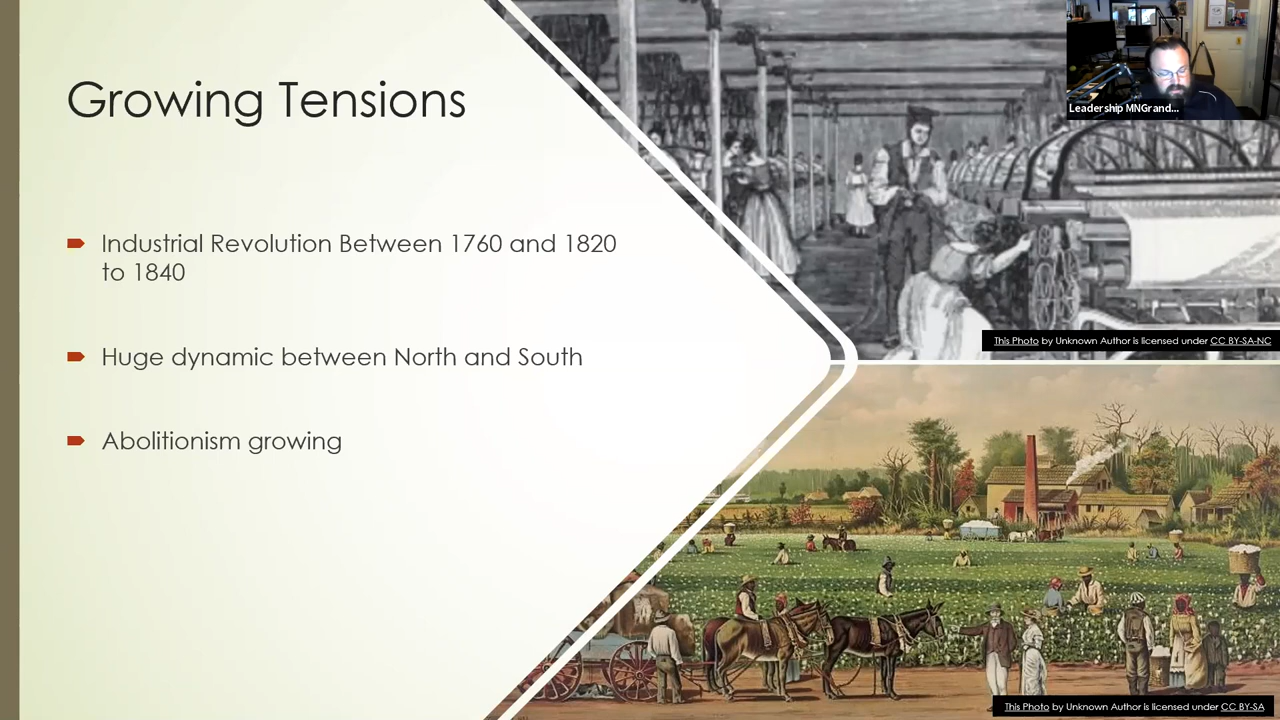 Growing Tensions
Industrial Revolution Between 1760 and 1820
to 1840
Huge dynamic between North and South
Abolitionism growing
Leadership MNGrand...
This Photo by Unknown Author is licensed under CC BY-SA-NC
This Photo by Unknown Author is licensed under CC BY-SA